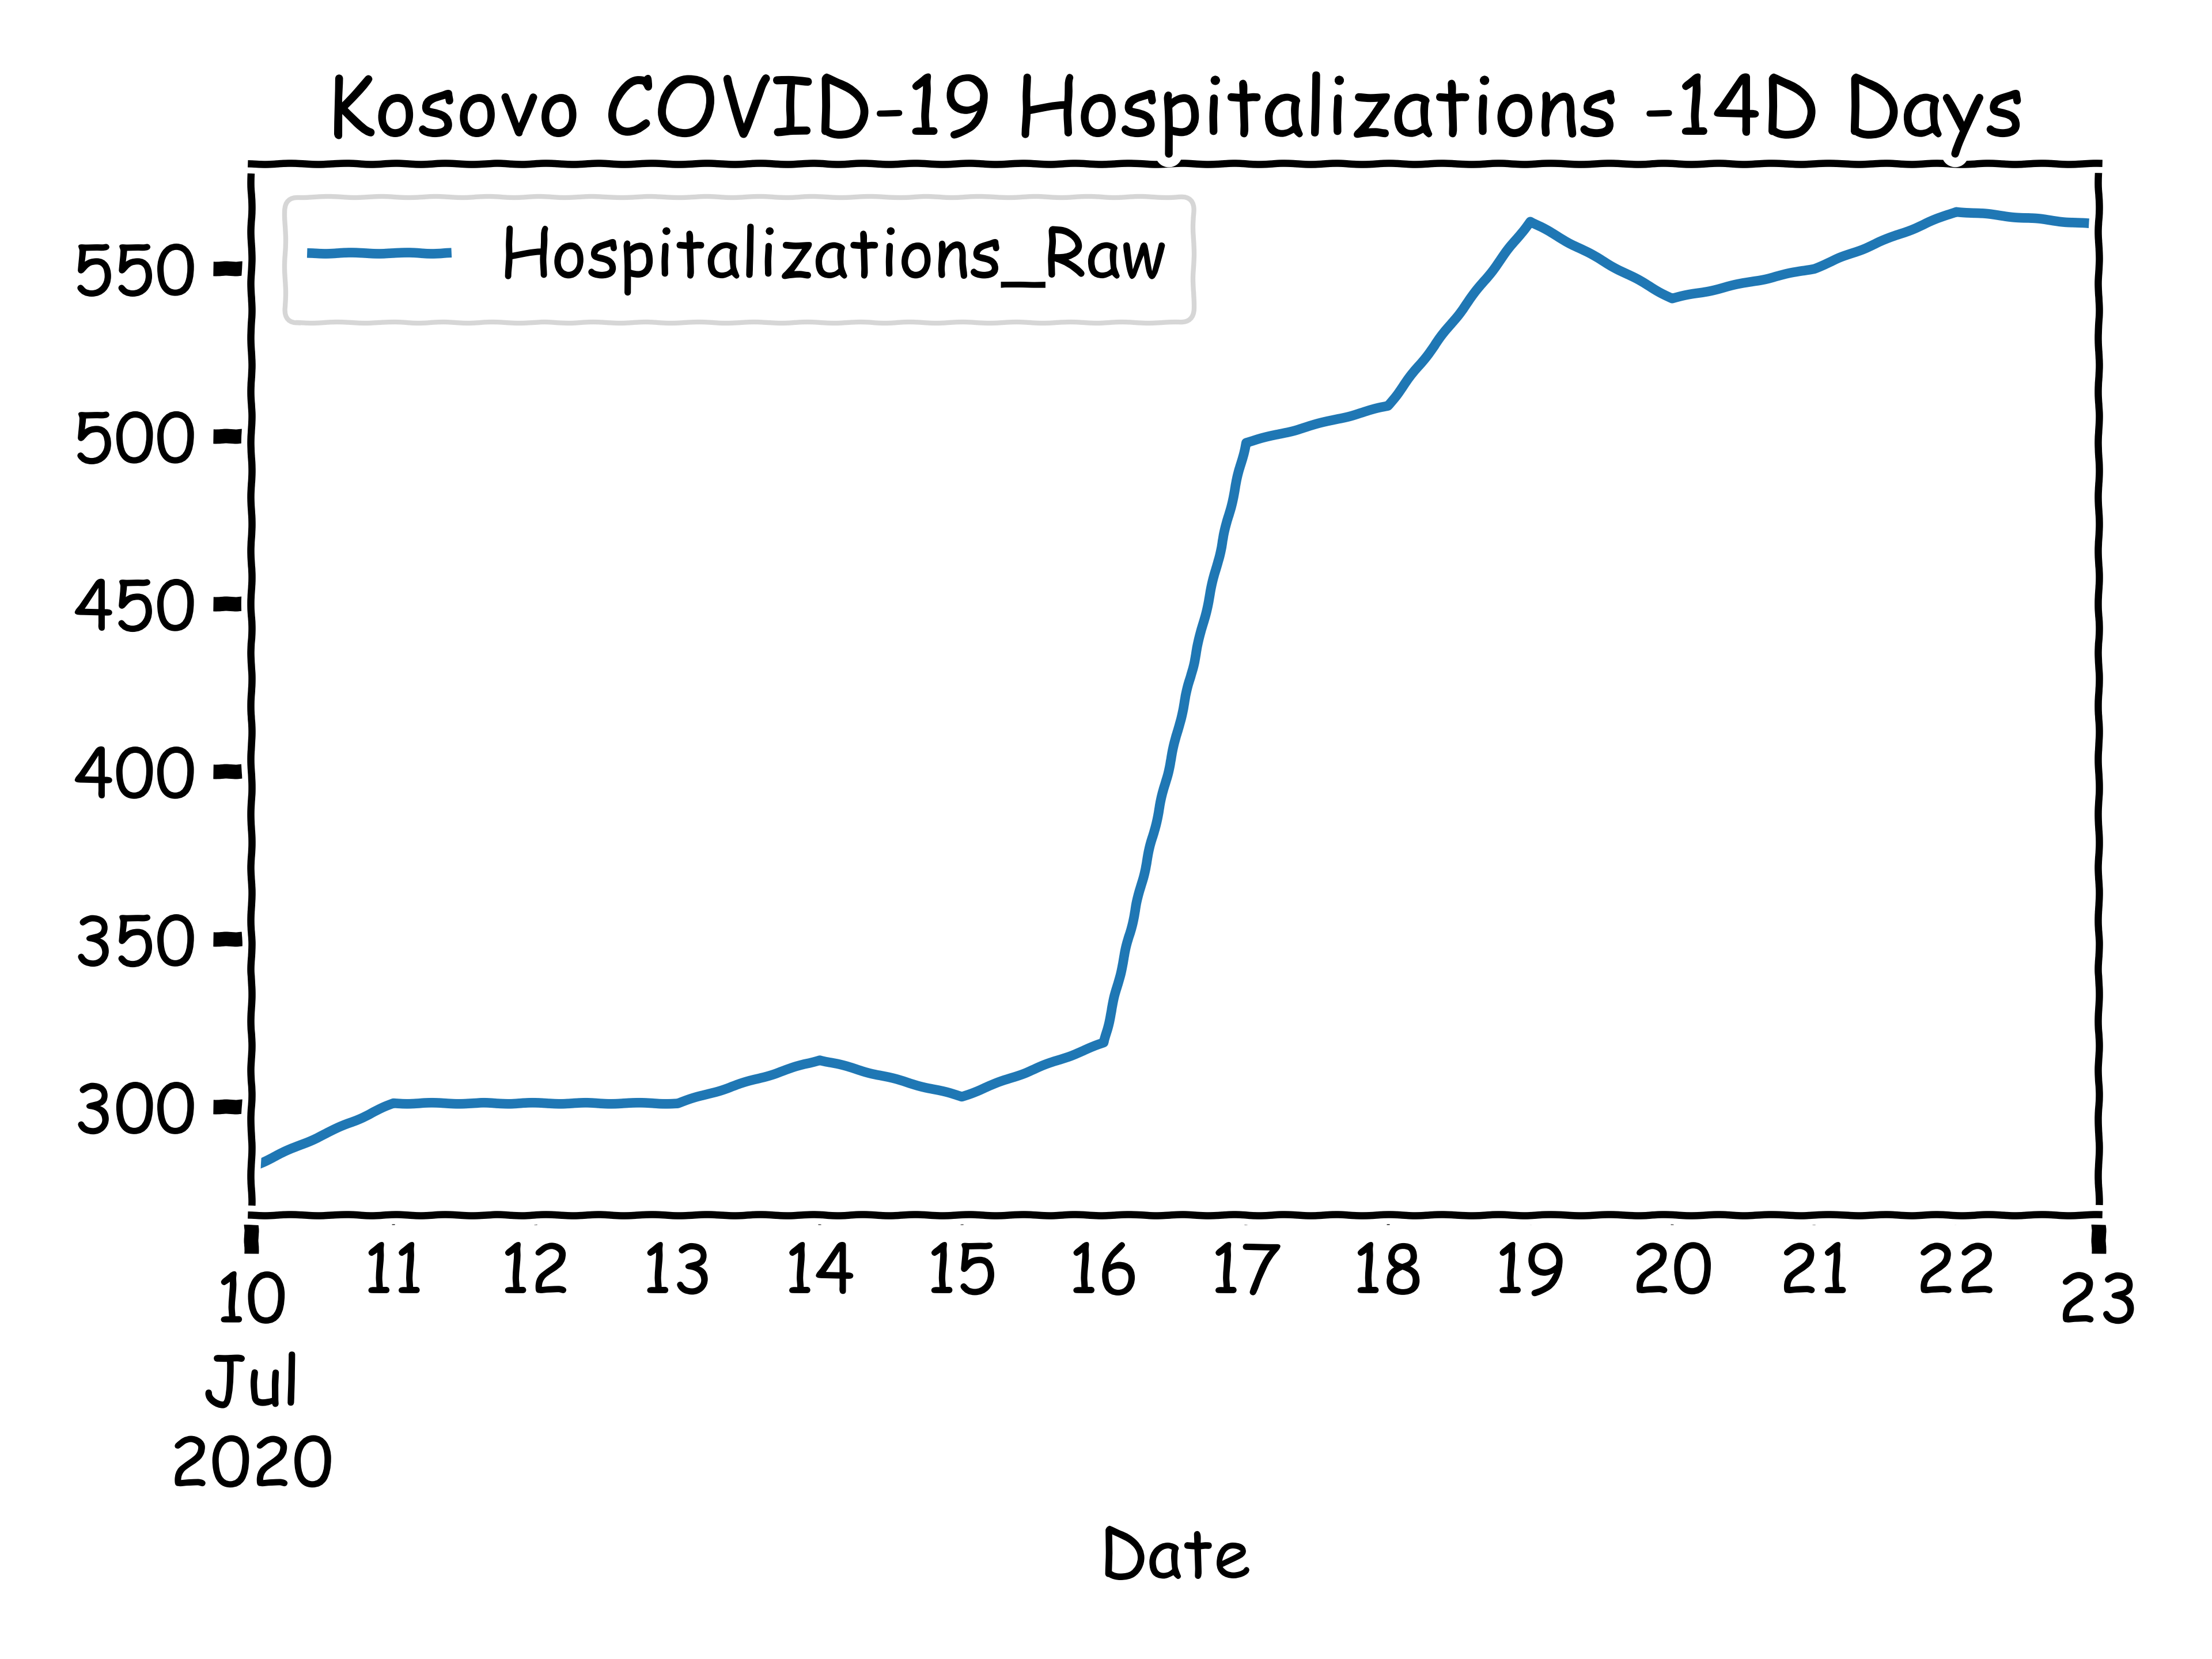 Kosovo COVID-19 Hospitalizations -14D Days
Hospitalizations_Raw
550
500
450
400
350
300
10 11 12 13 14 15 16 17 18 19 20 21 22 23
Jul
2020
Date